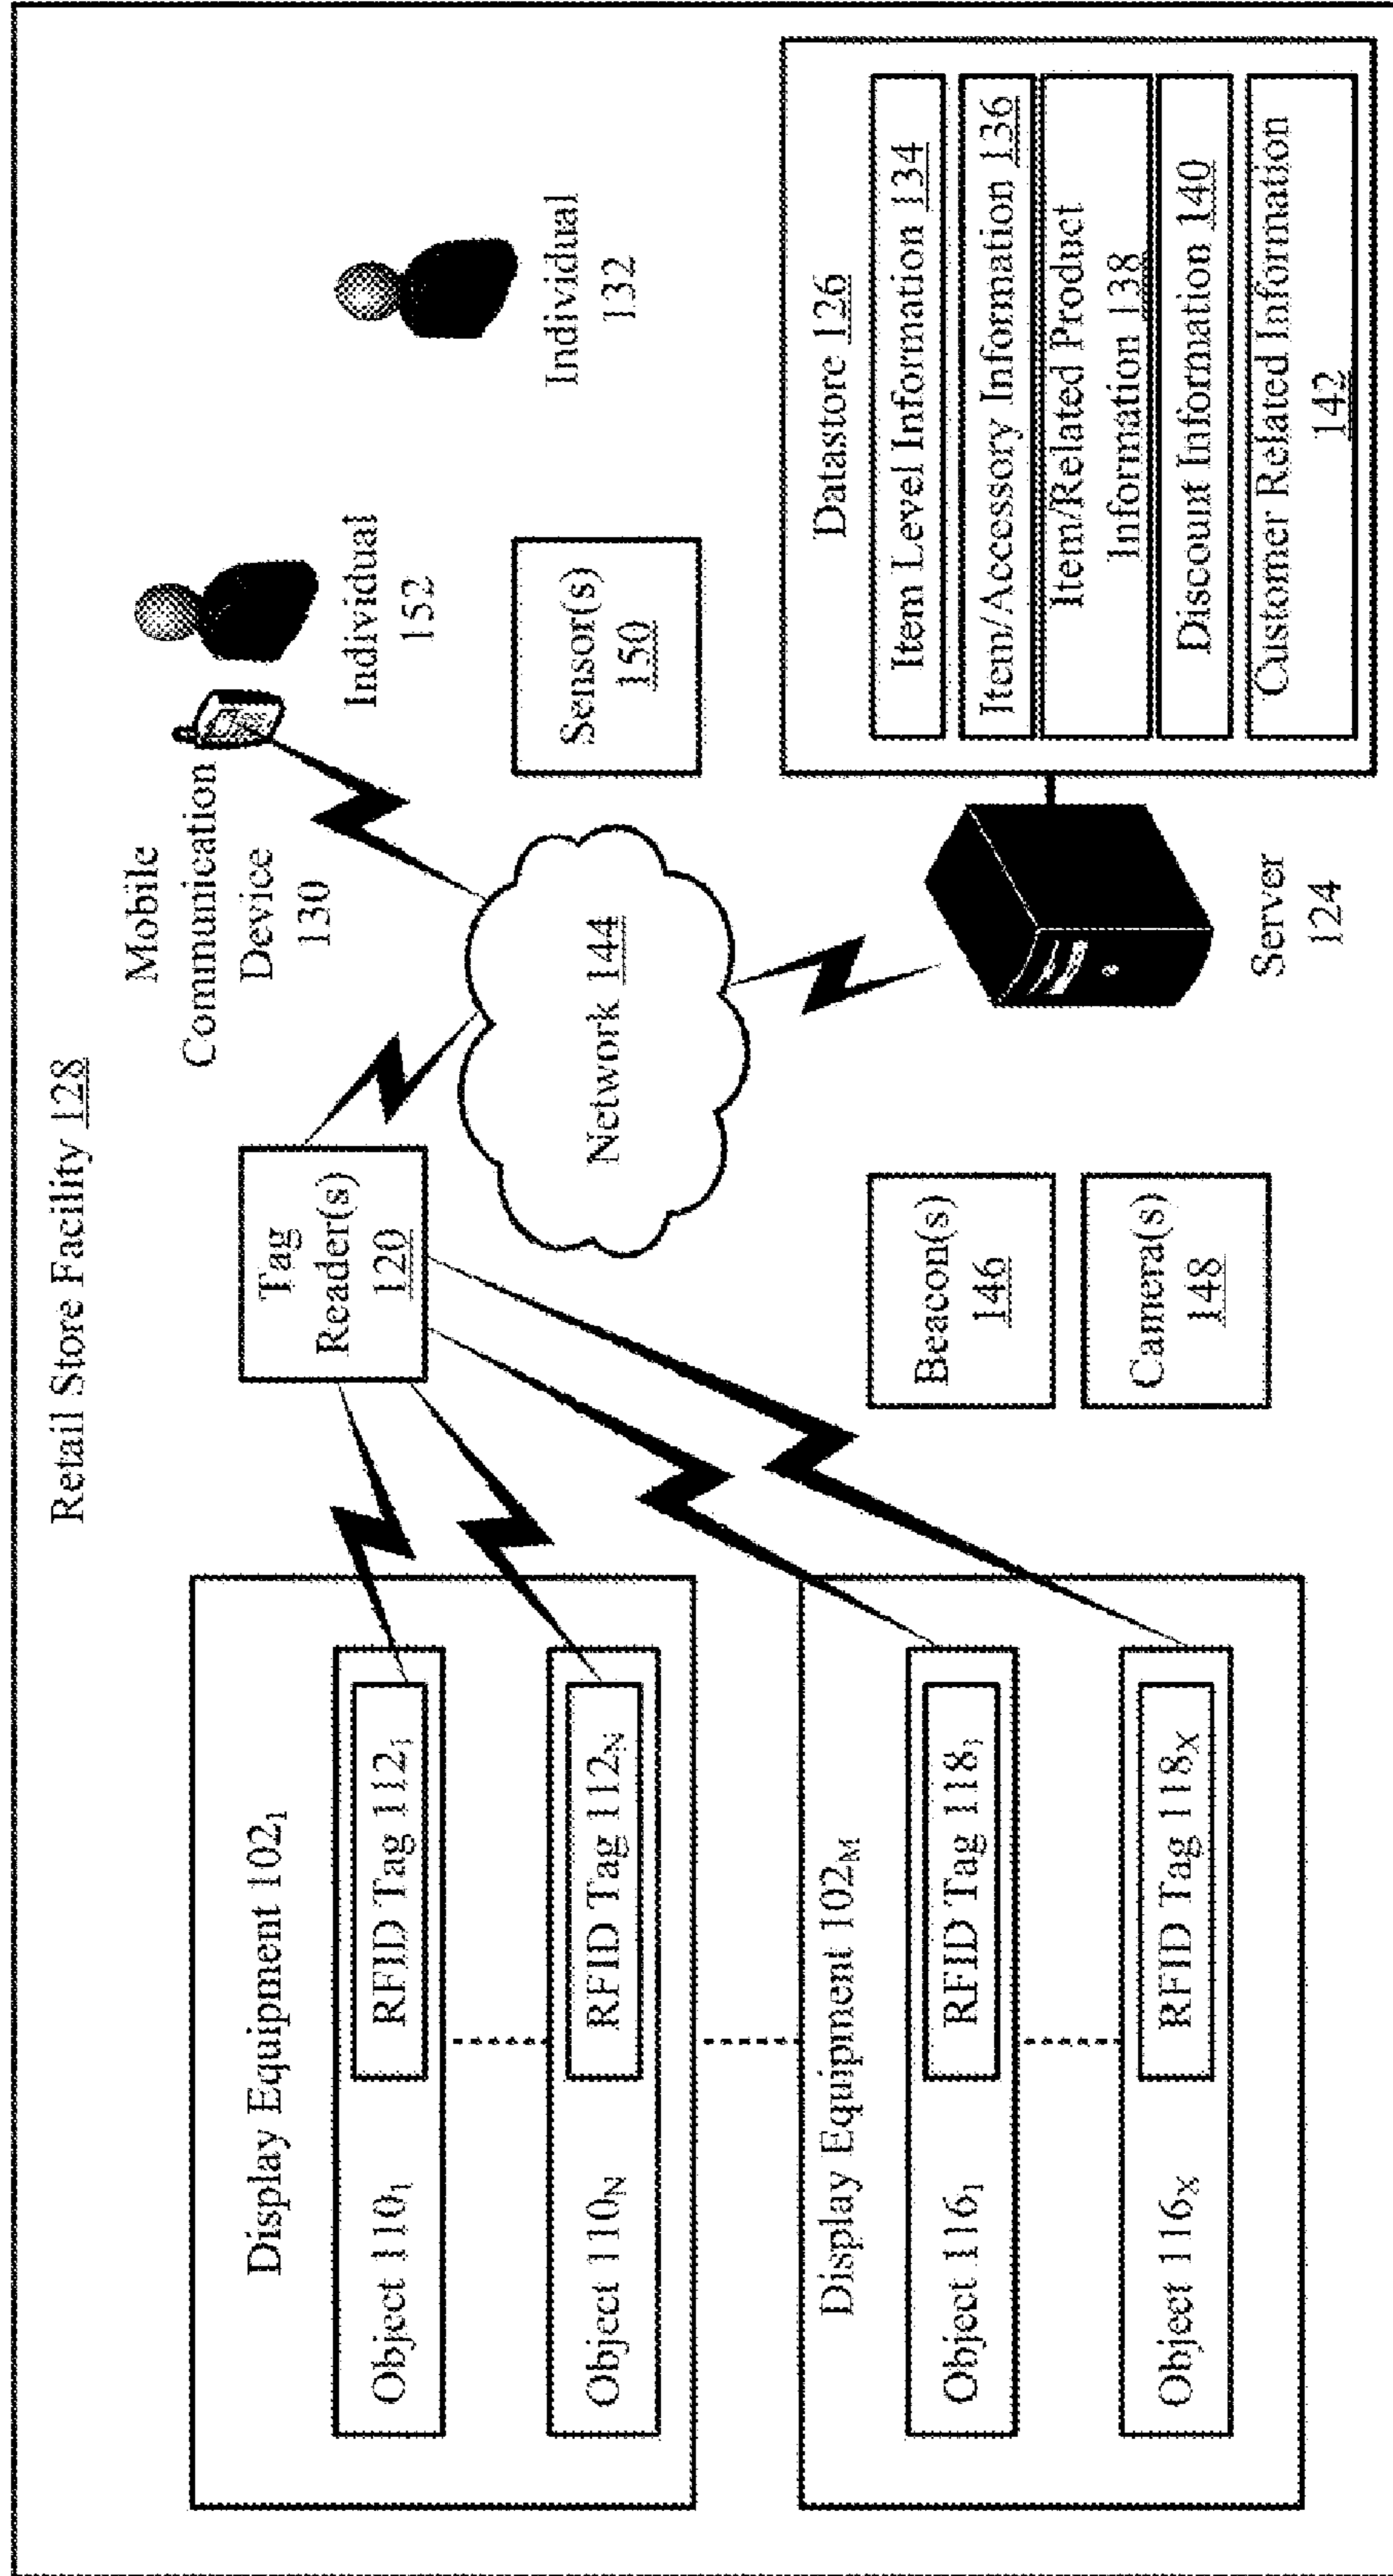 Retail Store Facility 128
Display Equipment 102₁
Object 110₁
RFID Tag 112₁
Object 110N
RFID Tag 112N
Display Equipment 102M
Object 116₁
RFID Tag 118₁
Object 116X
RFID Tag 118X
Tag
Reader(s)
120
Mobile
Communication
Device
130
Individual
152
Individual
132
Network 144
Sensor(s)
150
Beacon(s)
146
Camera(s)
148
Server
124
Datastore 126
Item Level Information 134
Item/Accessory Information 136
Item/Related Product
Information 138
Discount Information 140
Customer Related Information
142